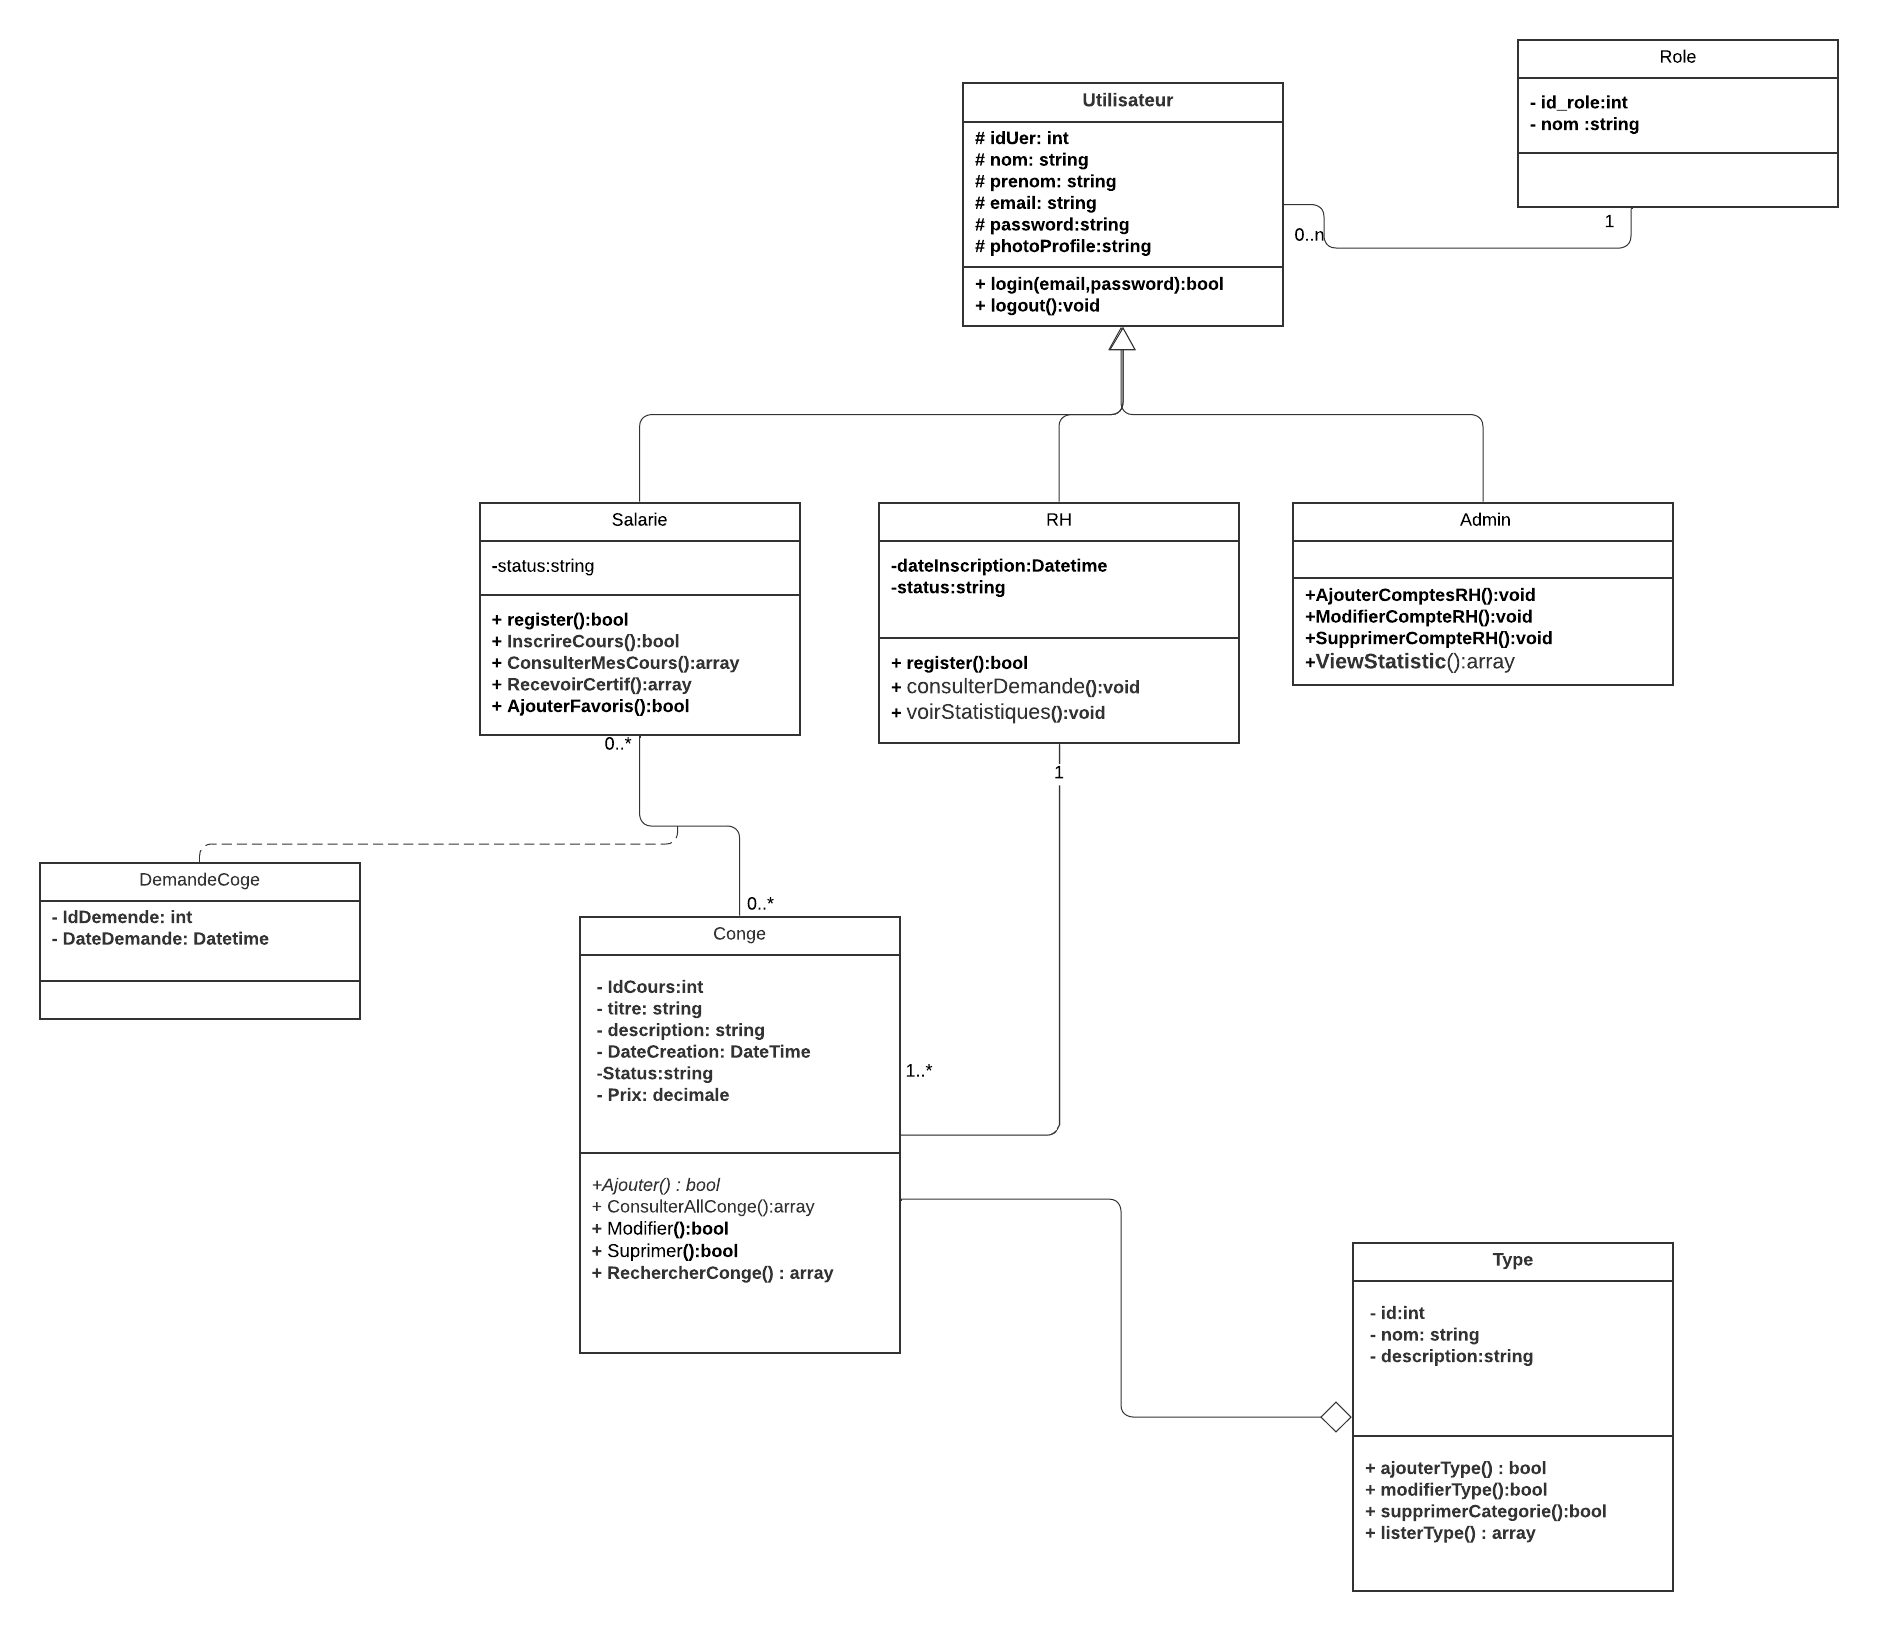 Role
- id_role:int
- nom :string
Utilisateur
# idUer: int
# nom: string
# prenom: string
# email: string
# password:string
# photoProfile:string
+ login(email,password):bool
+ logout():void
0..n
1
Salarie
-status:string
+ register():bool
+ InscrireCours():bool
+ ConsulterMesCours():array
+ RecevoirCertif():array
+ AjouterFavoris():bool
0..*
RH
-dateInscription:Datetime
-status:string
+ register():bool
+ consulterDemande():void
+ voirStatistiques():void
1
Admin
+AjouterComptesRH():void
+ModifierCompteRH():void
+SupprimerCompteRH():void
+ViewStatistic():array
DemandeCoge
- IdDemende: int
- DateDemande: Datetime
0..*
Conge
- IdCours:int
- titre: string
- description: string
- DateCreation: DateTime
-Status:string
- Prix: decimale
1..*
+Ajouter() : bool
+ ConsulterAllConge():array
+ Modifier():bool
+ Suprimer():bool
+ RechercherConge() : array
Type
- id:int
- nom: string
- description:string
+ ajouterType() : bool
+ modifierType():bool
+ supprimerCategorie():bool
+ listerType() : array